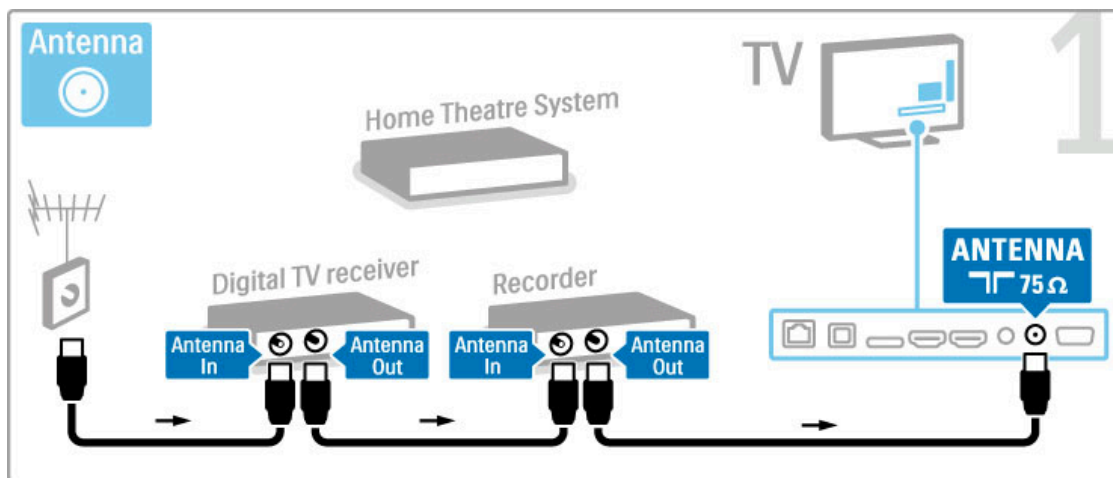 Antenna
TV
1
Home Theatre System
Digital TV receiver
Recorder
ANTENNA
75 Ω
Antenna
In
Antenna
Out
Antenna
In
Antenna
Out